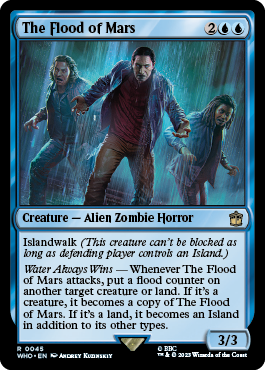 The Flood of Mars 2
Creature — Alien Zombie Horror
Islandwalk (This creature can't be blocked as
long as defending player controls an Island.)
Water Always Wins — Whenever The Flood
of Mars attacks, put a flood counter on
another target creature or land. If it's a
creature, it becomes a copy of The Flood
of Mars. If it's a land, it becomes an Island
in addition to its other types.
3/3
R 0045
WHO • EN Andrey Kuzinskiy
© BBC
™ & © 2023 Wizards of the Coast